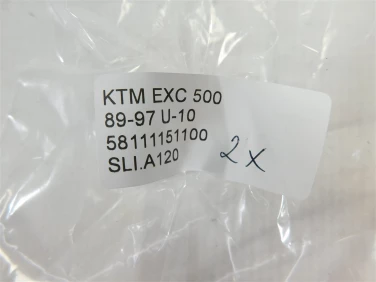 KTM EXC 500
89-97 U-10
58111151100
SLI.A120
2x